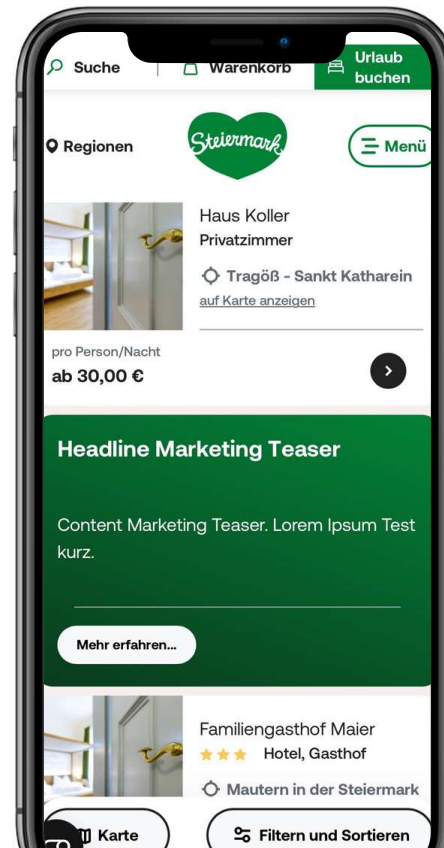 Suche
Warenkorb
Urlaub
buchen
Regionen
Steiermark
Menü
Haus Koller
Privatzimmer
Tragöß - Sankt Katharein
auf Karte anzeigen
pro Person/Nacht
ab 30,00 €
Headline Marketing Teaser
Content Marketing Teaser. Lorem Ipsum Test
kurz.
Mehr erfahren...
Familiengasthof Maier
Hotel, Gasthof
Mautern in der Steiermark
Karte
Filtern und Sortieren